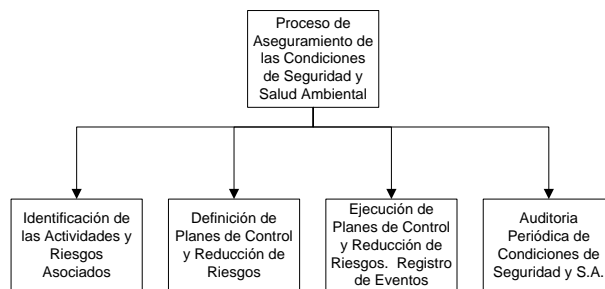 Proceso de
Aseguramiento de
las Condiciones
de Seguridad y
Salud Ambiental
Identificación de
las Actividades y
Riesgos
Asociados
Definición de
Planes de Control
y Reducción de
Riesgos
Ejecución de
Planes de Control
y Reducción de
Riesgos.  Registro
de Eventos
Auditoria
Periódica de
Condiciones de
Seguridad y S.A.